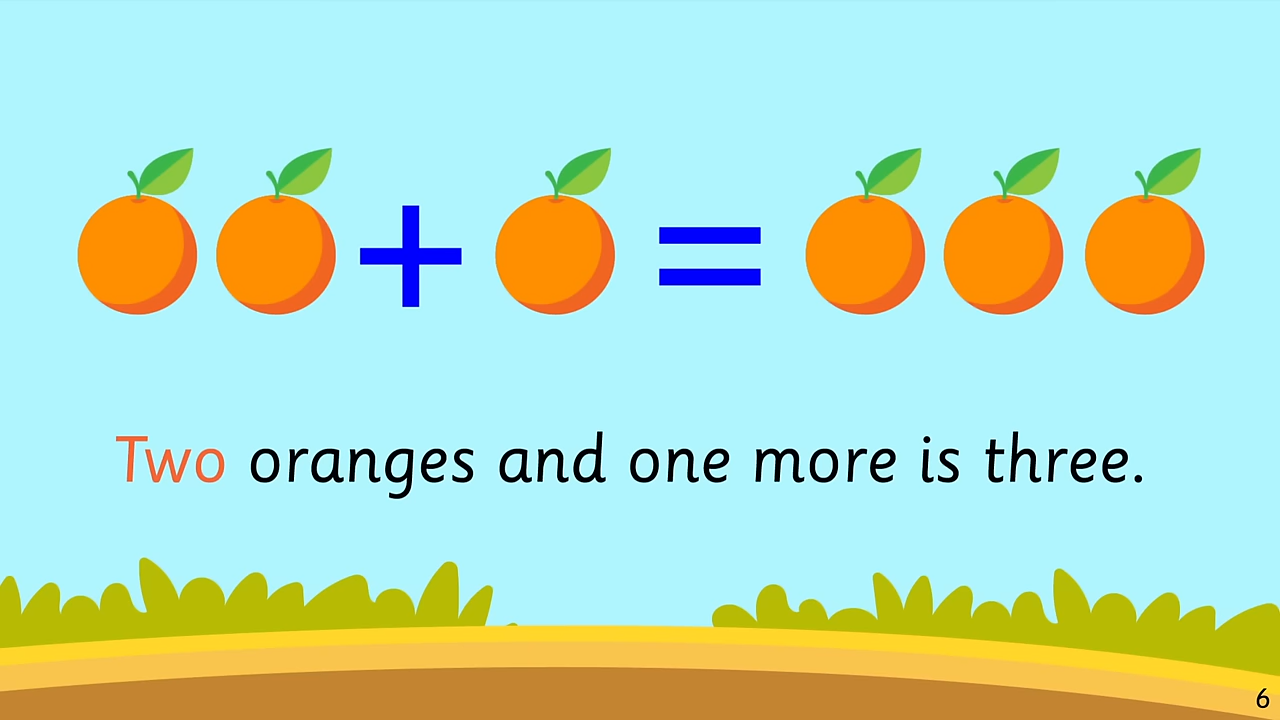 + =
Two oranges and one more is three.
6